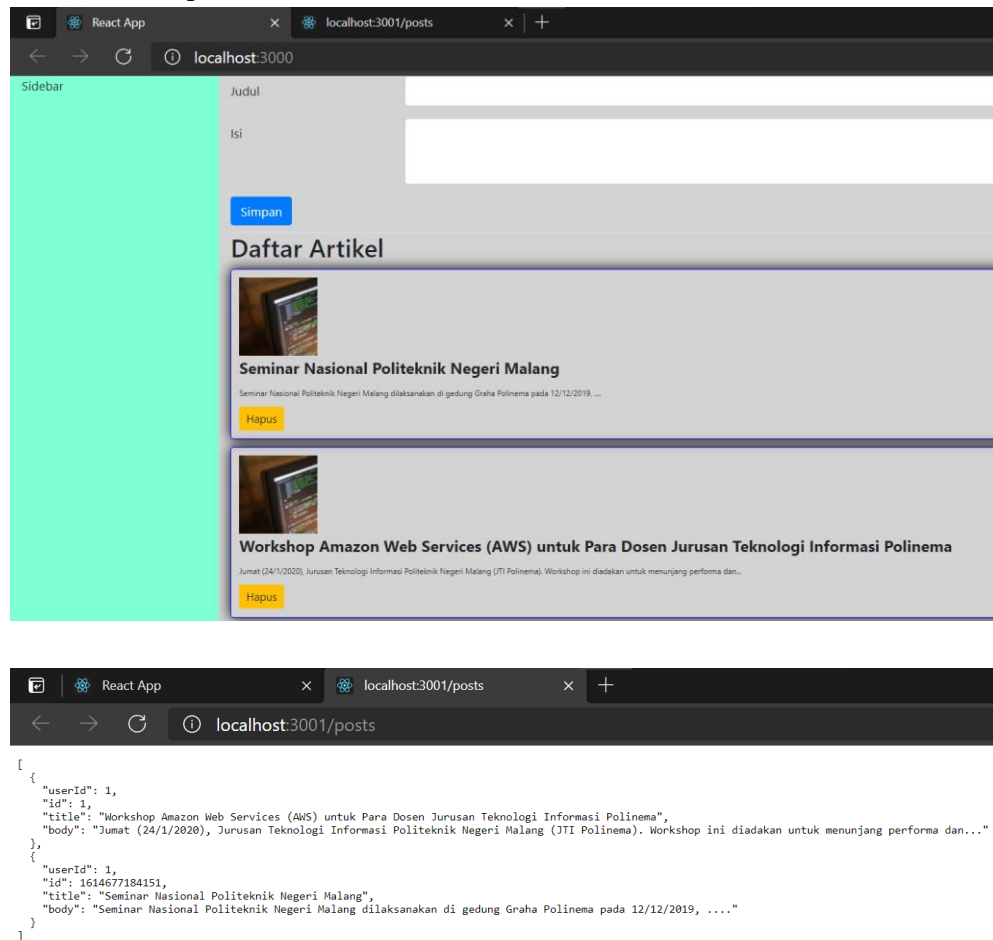 React App
localhost:3001/posts
localhost:3000
Sidebar
Judul
Isi
Simpan
Daftar Artikel
Seminar Nasional Politeknik Negeri Malang
Seminar Nasional Politeknik Negeri Malang dilaksanakan di gedung Graha Polinema pada 12/12/2019, ....
Hapus
Workshop Amazon Web Services (AWS) untuk Para Dosen Jurusan Teknologi Informasi Polinema
Jumat (24/1/2020), Jurusan Teknologi Informasi Politeknik Negeri Malang (JTI Polinema). Workshop ini diadakan untuk menunjang performa dan...
Hapus
React App
localhost:3001/posts
localhost:3001/posts
[
{
"userId": 1,
"id": 1,
"title": "Workshop Amazon Web Services (AWS) untuk Para Dosen Jurusan Teknologi Informasi Polinema",
"body": "Jumat (24/1/2020), Jurusan Teknologi Informasi Politeknik Negeri Malang (JTI Polinema). Workshop ini diadakan untuk menunjang performa dan..."
},
{
"userId": 1,
"id": 1614677184151,
"title": "Seminar Nasional Politeknik Negeri Malang",
"body": "Seminar Nasional Politeknik Negeri Malang dilaksanakan di gedung Graha Polinema pada 12/12/2019, ...."
}
]